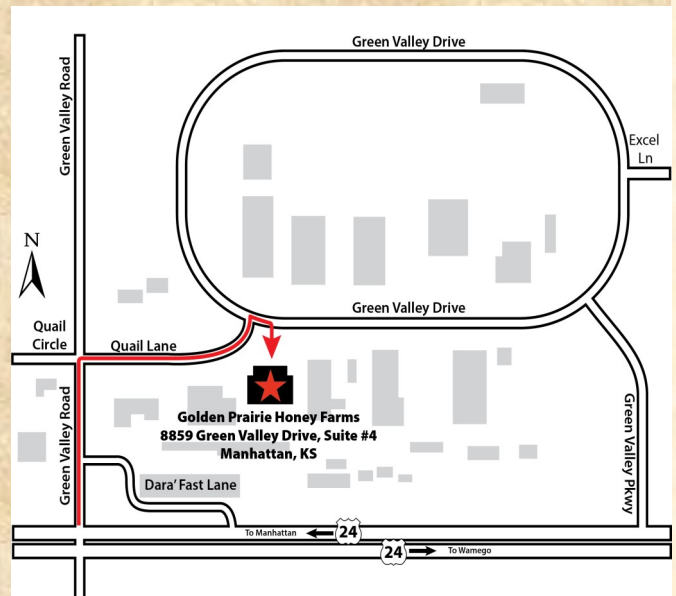 Green Valley Drive
Green Valley Road
Excel
Ln
N
Green Valley Drive
Quail
Circle
Quail Lane
Golden Prairie Honey Farms
8859 Green Valley Drive, Suite #4
Manhattan, KS
Green Valley Road
Green Valley Pkwy
Dara' Fast Lane
To Manhattan
24
24
To Wamego